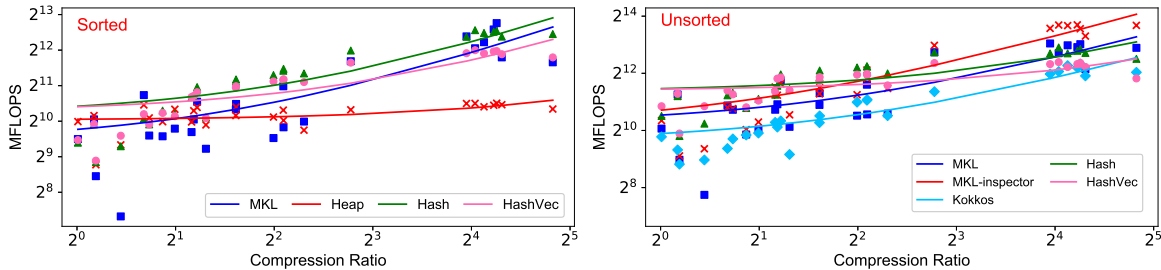 Sorted
MFLOPS
2^13
2^12
2^11
2^10
2^9
2^8
MKL Heap Hash HashVec
2^0 2^1 2^2 2^3 2^4 2^5
Compression Ratio
Unsorted
MFLOPS
2^14
2^12
2^10
2^8
MKL Hash
MKL-inspector HashVec
Kokkos
2^0 2^1 2^2 2^3 2^4 2^5
Compression Ratio